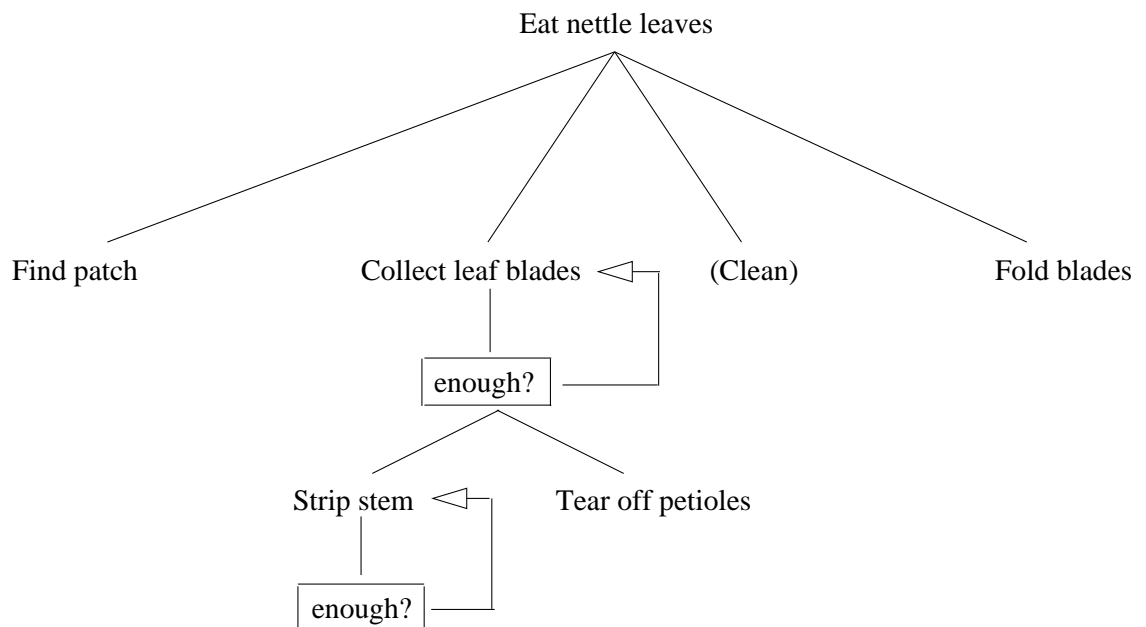 Eat nettle leaves
Find patch
Collect leaf blades
(Clean)
Fold blades
enough?
Strip stem
Tear off petioles
enough?